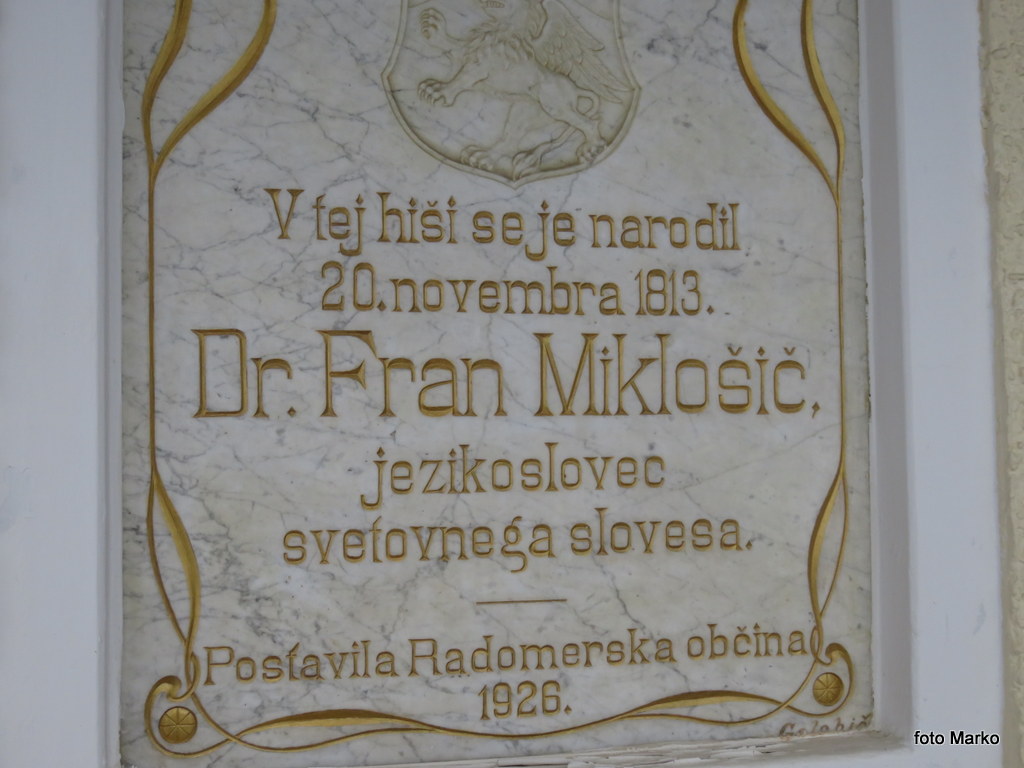 V tej hiši se je narodil
20. novembra 1813.
Dr. Fran Miklošič,
jezikoslovec
svetovnega slovesa.
Postavila Radomerska občina
1926.
foto Marko